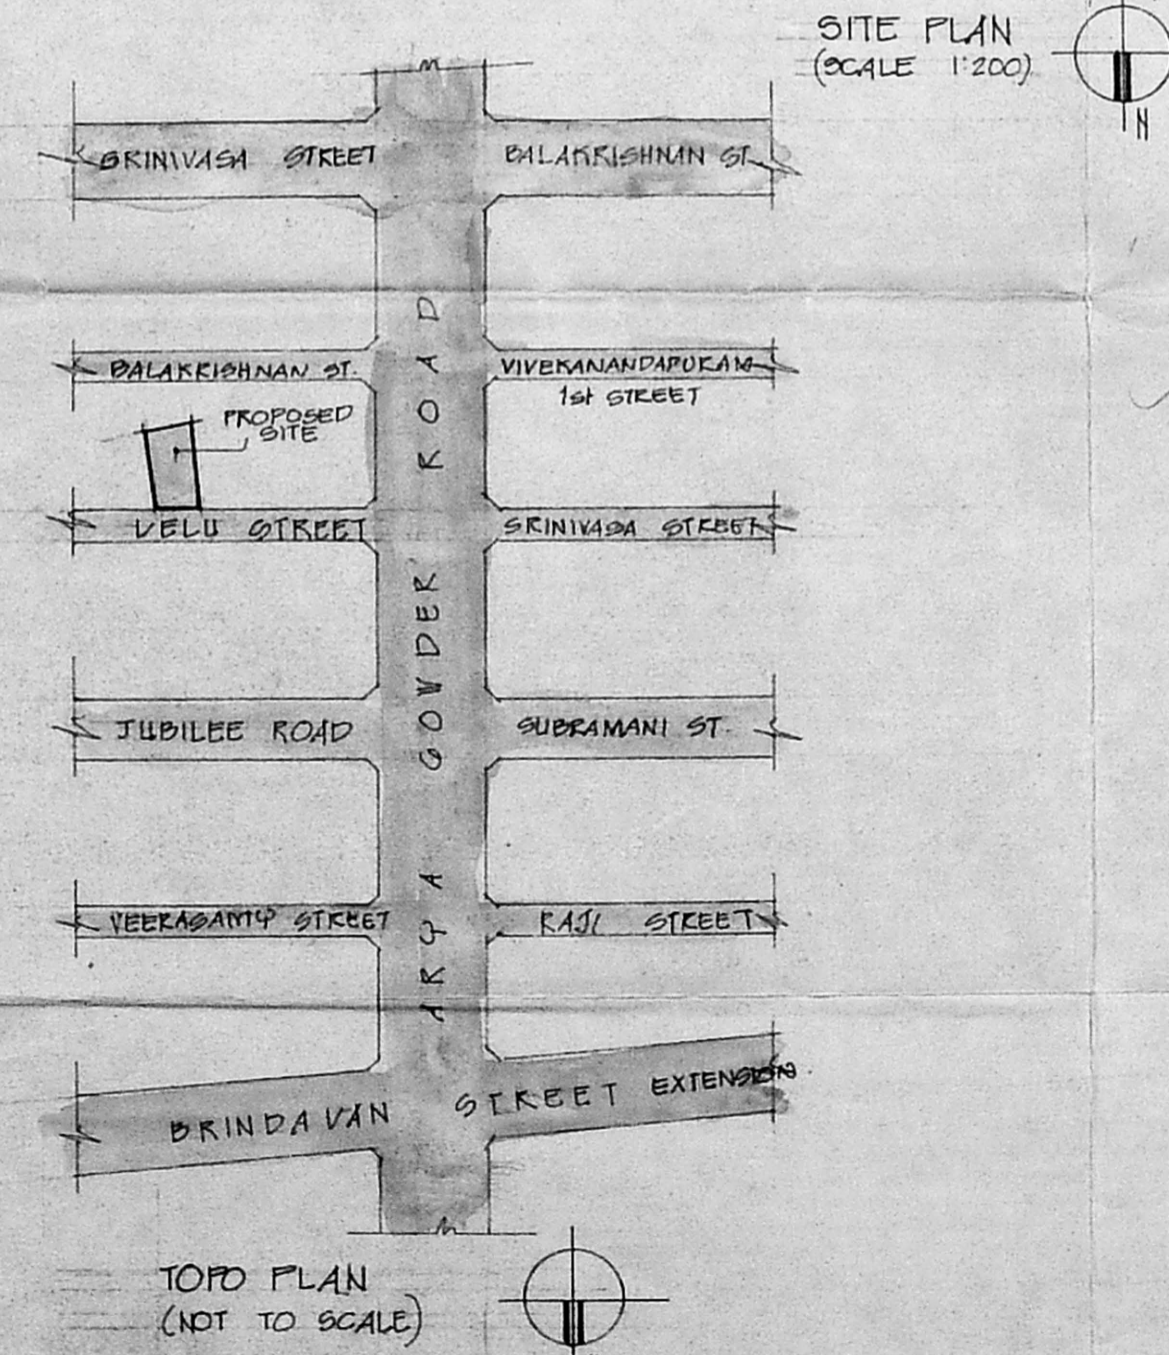 SITE PLAN
(SCALE 1:200)
N
SRINIVASA STREET
BALAKRISHNAN ST.
BALAKRISHNAN ST.
VIVEKANANDAPURAM
1st STREET
PROPOSED
SITE
VELU STREET
SRINIVASA STREET
JUBILEE ROAD
SUBRAMANI ST.
VEERASAMY STREET
RAJI STREET
ARYA GOWDER ROAD
BRINDAVAN STREET EXTENSION
TOPO PLAN
(NOT TO SCALE)